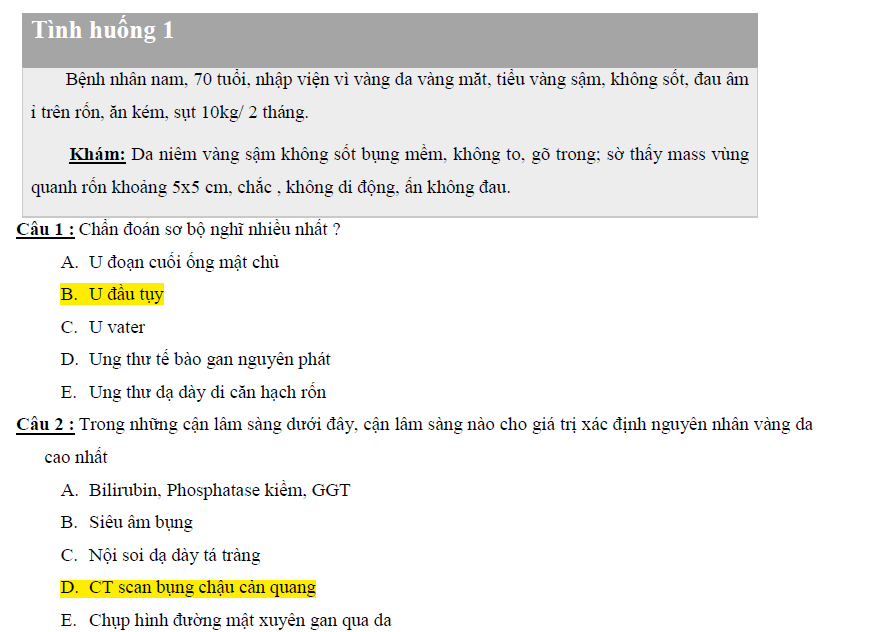 Tình huống 1
Bệnh nhân nam, 70 tuổi, nhập viện vì vàng da vàng mắt, tiểu vàng sậm, không sốt, đau âm
i trên rốn, ăn kém, sụt 10kg/ 2 tháng.
Khám: Da niêm vàng sậm không sốt bụng mềm, không to, gõ trong; sờ thấy mass vùng
quanh rốn khoảng 5x5 cm, chắc , không di động, ấn không đau.
Câu 1 : Chẩn đoán sơ bộ nghĩ nhiều nhất ?
A. U đoạn cuối ống mật chủ
B. U đầu tụy
C. U vater
D. Ung thư tế bào gan nguyên phát
E. Ung thư dạ dày di căn hạch rốn
Câu 2 : Trong những cận lâm sàng dưới đây, cận lâm sàng nào cho giá trị xác định nguyên nhân vàng da
cao nhất
A. Bilirubin, Phosphatase kiềm, GGT
B. Siêu âm bụng
C. Nội soi dạ dày tá tràng
D. CT scan bụng chậu cản quang
E. Chụp hình đường mật xuyên gan qua da